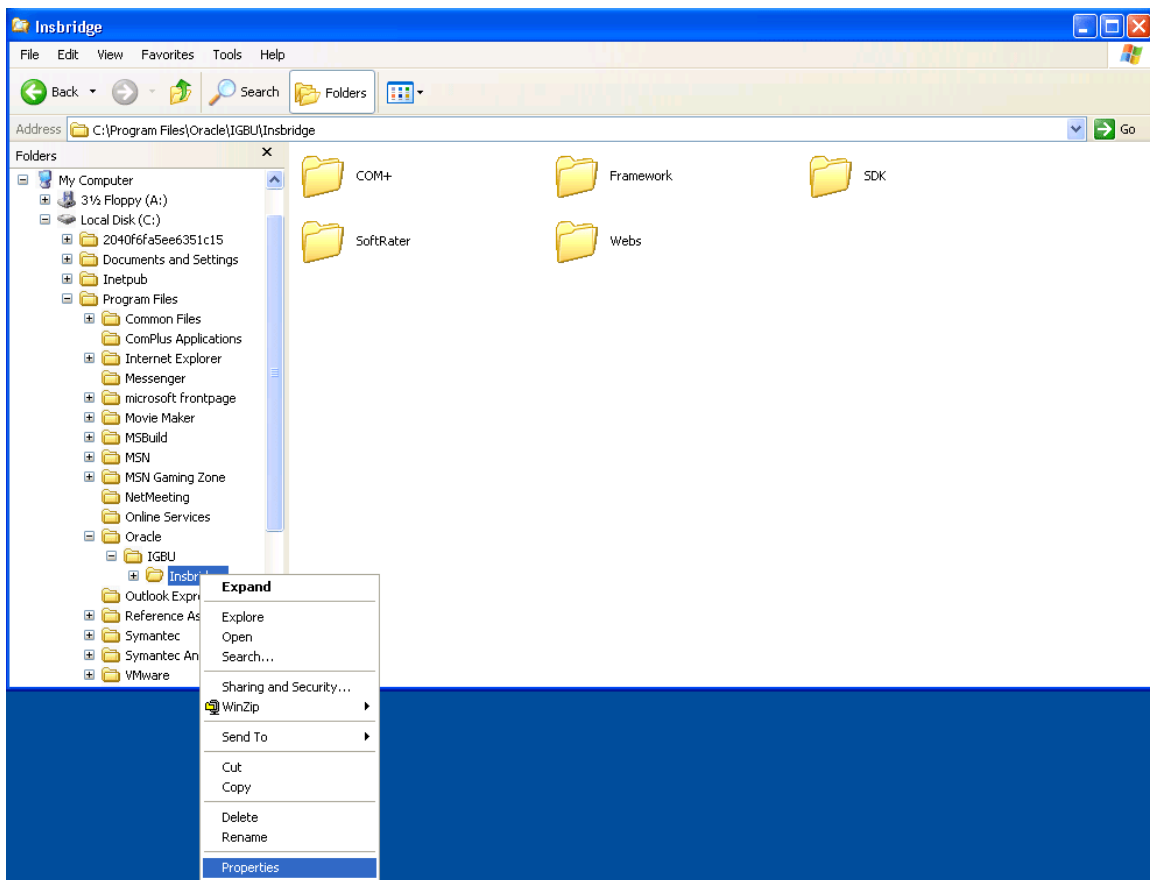 Insbridge
File Edit View Favorites Tools Help
Back Search Folders
Address C:\Program Files\Oracle\IGBU\Insbridge Go
Folders
My Computer
3½ Floppy (A:)
Local Disk (C:)
2040f6fa5ee6351c15
Documents and Settings
Inetpub
Program Files
Common Files
ComPlus Applications
Internet Explorer
Messenger
microsoft frontpage
Movie Maker
MSBuild
MSN
MSN Gaming Zone
NetMeeting
Online Services
Oracle
IGBU
Outlook Expr
Reference As
Symantec
Symantec An
VMware
COM+ Framework SDK
SoftRater Webs
Expand
Explore
Open
Search...
Sharing and Security...
WinZip
Send To
Cut
Copy
Delete
Rename
Properties